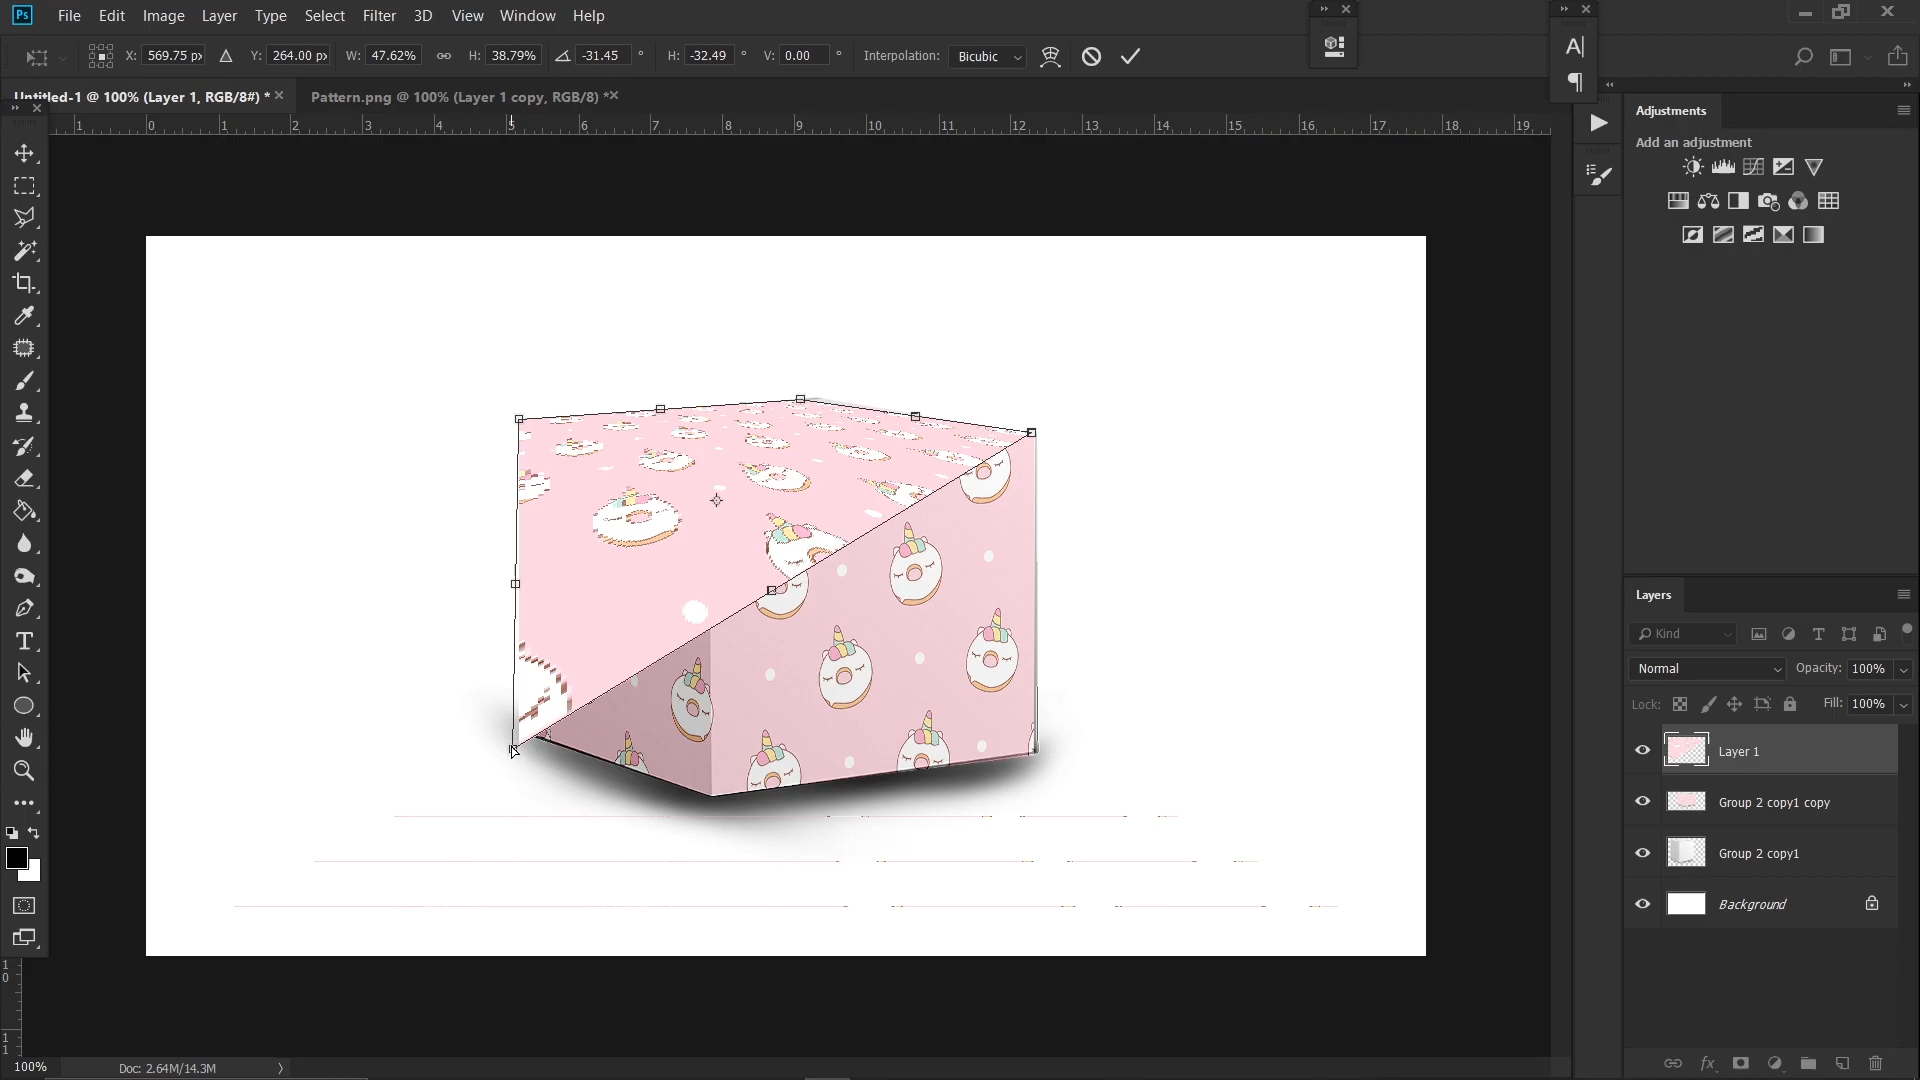 Ps File Edit Image Layer Type Select Filter 3D View Window Help
X: 569.75 px Y: 264.00 px W: 47.62% H: 38.79% -31.45 ° H: -32.49 ° V: 0.00 ° Interpolation: Bicubic
Untitled-1 @ 100% (Layer 1, RGB/8#) * Pattern.png @ 100% (Layer 1 copy, RGB/8) *
1 0 1 2 3 4 5 6 7 8 9 10 11 12 13 14 15 16 17 18 19
Adjustments
Add an adjustment
Layers
Kind
Normal Opacity: 100%
Lock: Fill: 100%
Layer 1
Group 2 copy1 copy
Group 2 copy1
Background
1
0
1
1
100% Doc: 2.64M/14.3M